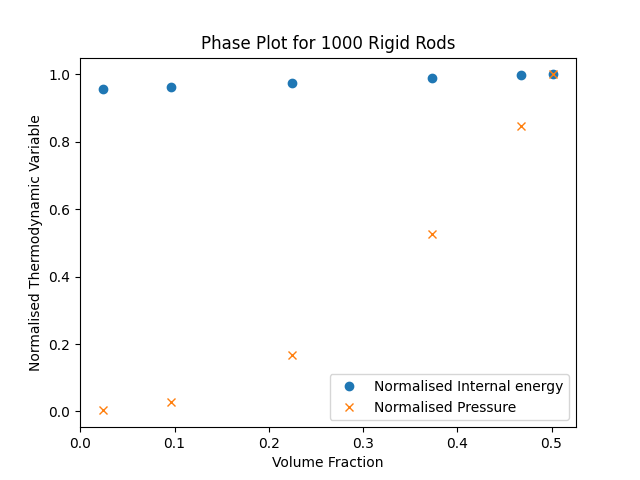 Phase Plot for 1000 Rigid Rods
Normalised Thermodynamic Variable
1.0
0.8
0.6
0.4
0.2
0.0
Normalised Internal energy
Normalised Pressure
0.0 0.1 0.2 0.3 0.4 0.5
Volume Fraction